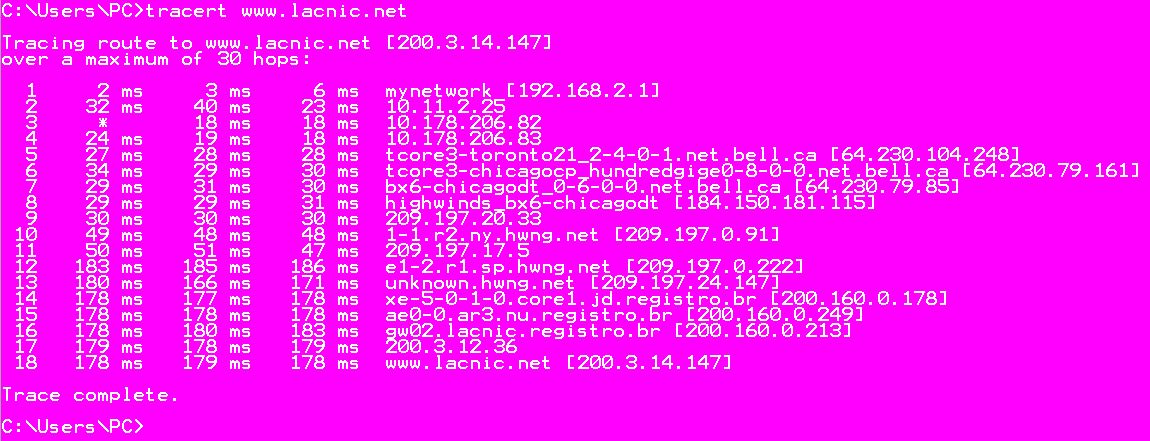 C:\Users\PC>tracert www.lacnic.net
Tracing route to www.lacnic.net [200.3.14.147]
over a maximum of 30 hops:
1 2 ms 3 ms 6 ms mynetwork [192.168.2.1]
2 32 ms 40 ms 23 ms 10.11.2.25
3 * 18 ms 18 ms 10.178.206.82
4 24 ms 19 ms 18 ms 10.178.206.83
5 27 ms 28 ms 28 ms tcore3-toronto21_2-4-0-1.net.bell.ca [64.230.104.248]
6 34 ms 29 ms 30 ms tcore3-chicagocp_hundredgige0-8-0-0.net.bell.ca [64.230.79.161]
7 29 ms 31 ms 30 ms bx6-chicagodt_0-6-0-0.net.bell.ca [64.230.79.85]
8 29 ms 29 ms 31 ms highwinds_bx6-chicagodt [184.150.181.115]
9 30 ms 30 ms 30 ms 209.197.20.33
10 49 ms 48 ms 48 ms 1-1.r2.ny.hwng.net [209.197.0.91]
11 50 ms 51 ms 47 ms 209.197.17.5
12 183 ms 185 ms 186 ms e1-2.r1.sp.hwng.net [209.197.0.222]
13 180 ms 166 ms 171 ms unknown.hwng.net [209.197.24.147]
14 178 ms 177 ms 178 ms xe-5-0-1-0.core1.jd.registro.br [200.160.0.178]
15 178 ms 178 ms 178 ms ae0-0.ar3.nu.registro.br [200.160.0.249]
16 178 ms 180 ms 183 ms gw02.lacnic.registro.br [200.160.0.213]
17 179 ms 178 ms 179 ms 200.3.12.36
18 178 ms 179 ms 178 ms www.lacnic.net [200.3.14.147]
Trace complete.
C:\Users\PC>